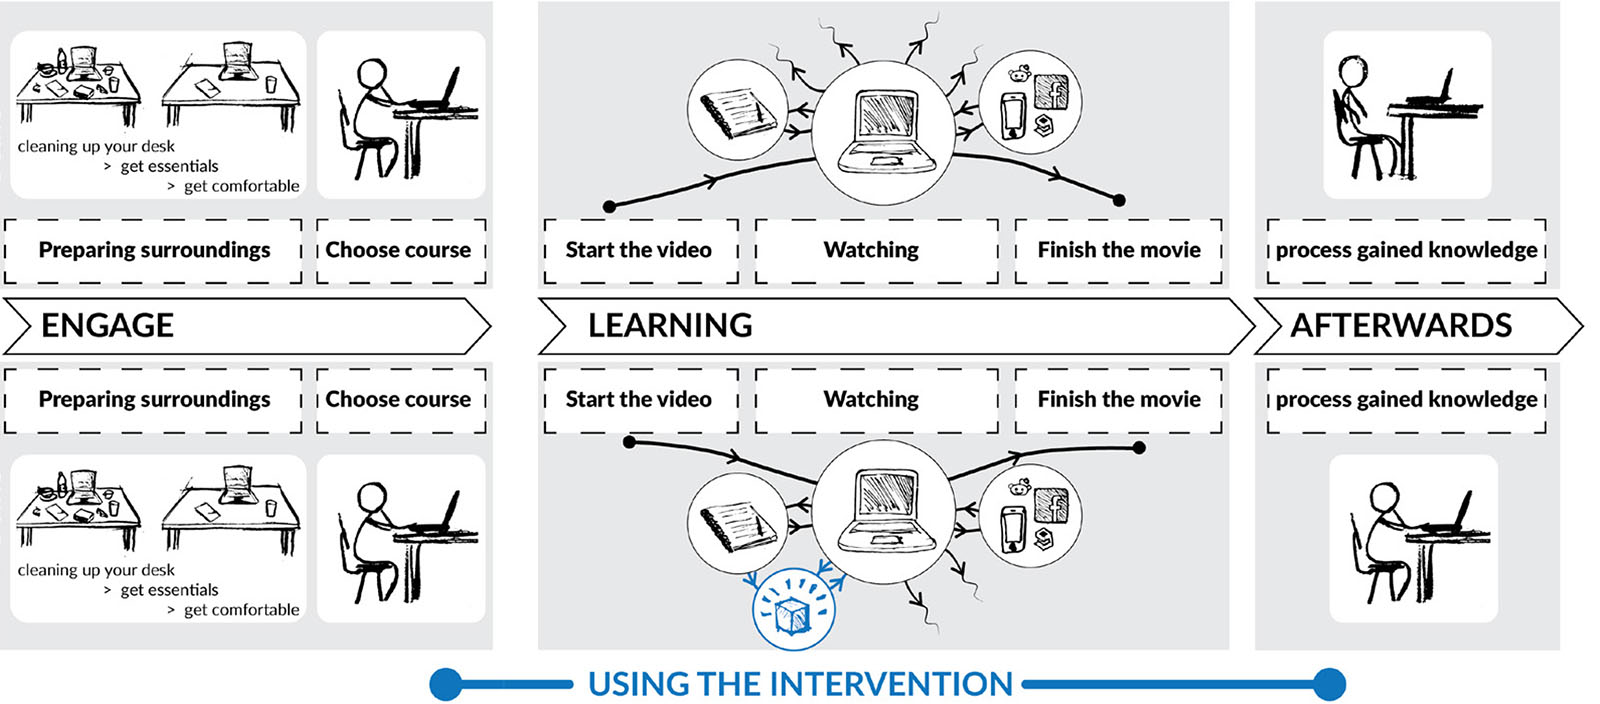 cleaning up your desk
> get essentials
> get comfortable
Preparing surroundings
Choose course
Start the video
Watching
Finish the movie
process gained knowledge
ENGAGE
LEARNING
AFTERWARDS
Preparing surroundings
Choose course
Start the video
Watching
Finish the movie
process gained knowledge
cleaning up your desk
> get essentials
> get comfortable
USING THE INTERVENTION